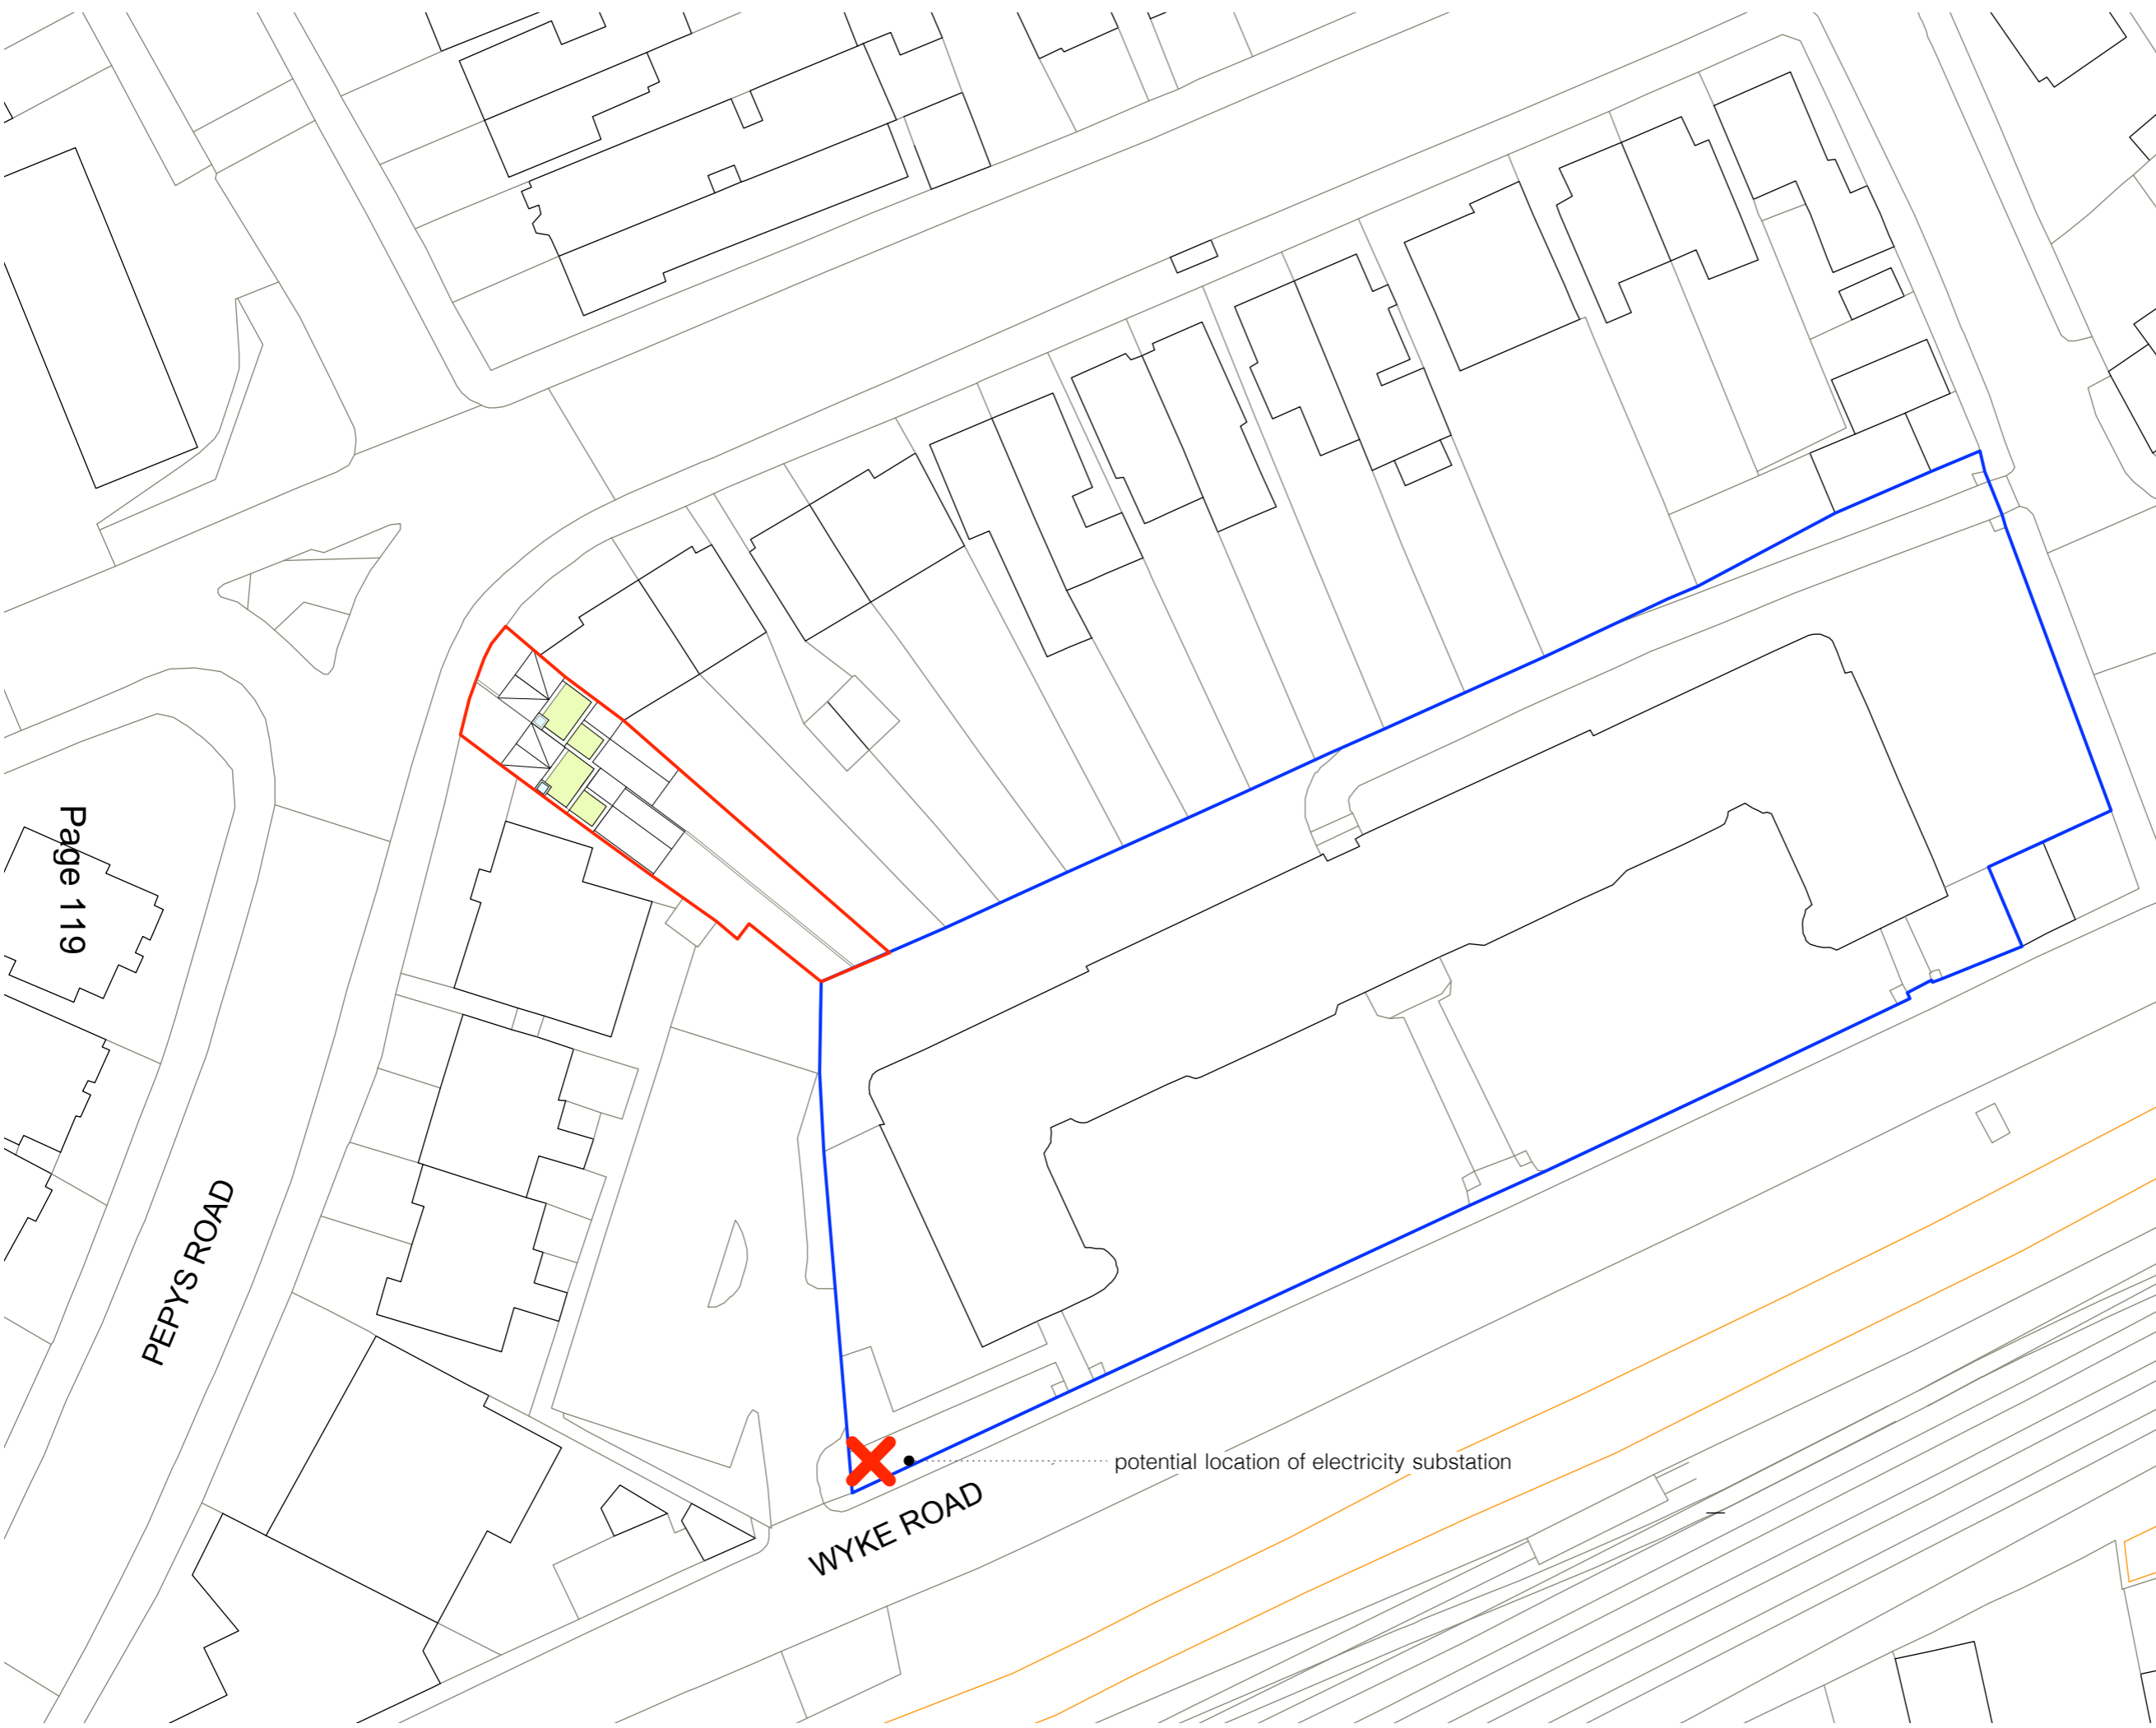 Page 119
PEPYS ROAD
potential location of electricity substation
WYKE ROAD